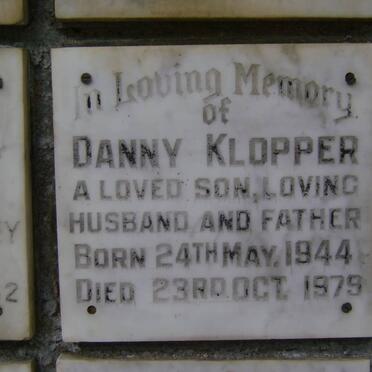 In Loving Memory
of
DANNY KLOPPER
A LOVED SON, LOVING
HUSBAND AND FATHER
BORN 24TH MAY, 1944
DIED 23RD. OCT. 1979
Y
2